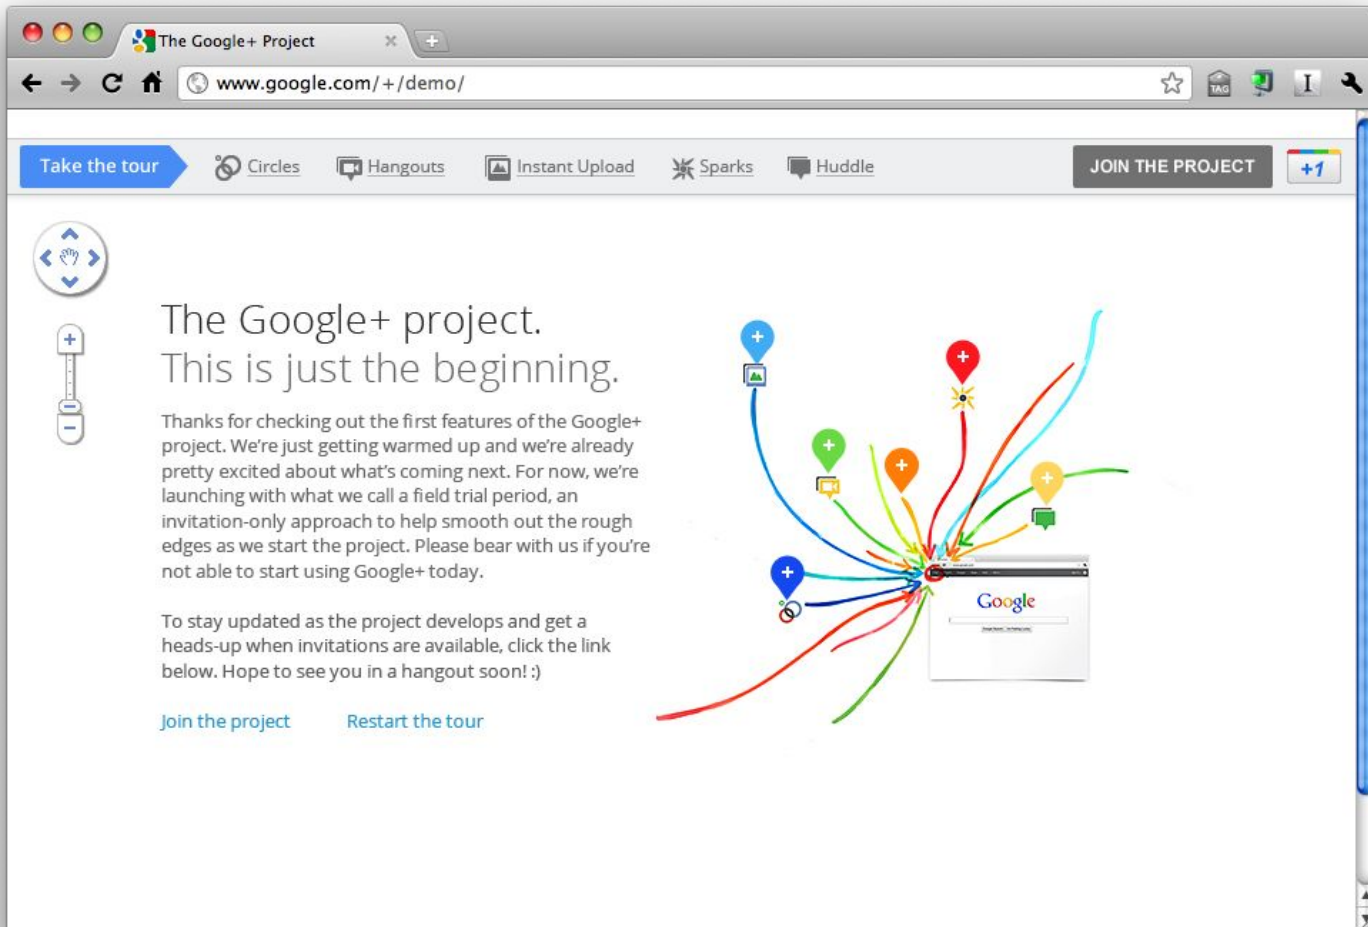 The Google+ Project
www.google.com/+/demo/
TAG
I
Take the tour
Circles
Hangouts
Instant Upload
Sparks
Huddle
JOIN THE PROJECT
+1
The Google+ project.
This is just the beginning.
Thanks for checking out the first features of the Google+
project. We're just getting warmed up and we're already
pretty excited about what's coming next. For now, we're
launching with what we call a field trial period, an
invitation-only approach to help smooth out the rough
edges as we start the project. Please bear with us if you're
not able to start using Google+ today.
To stay updated as the project develops and get a
heads-up when invitations are available, click the link
below. Hope to see you in a hangout soon! :)
Join the project
Restart the tour
Google